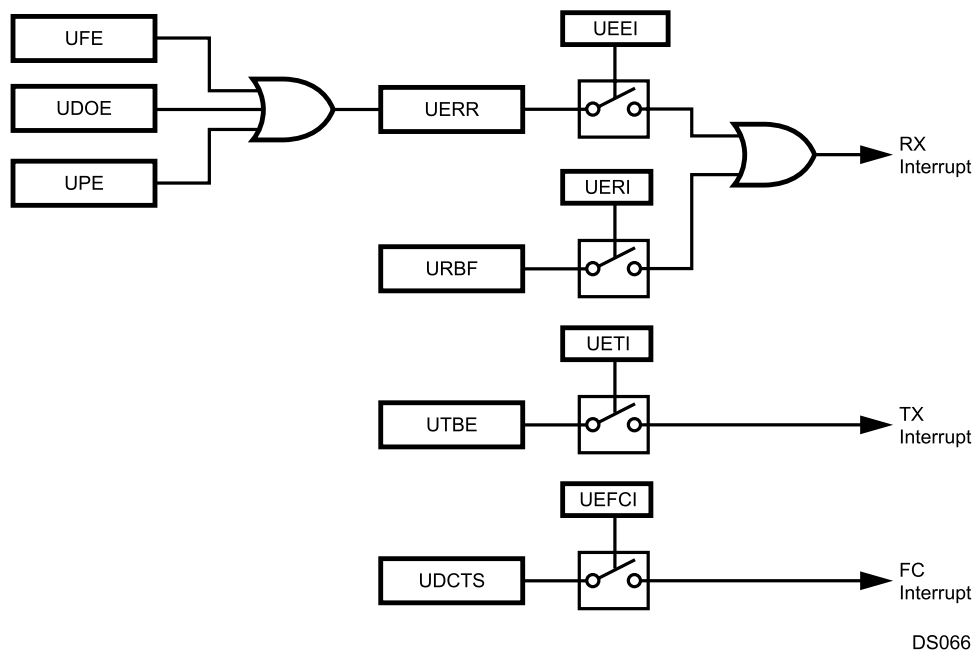 UFE
UEEI
UDOE
UERR
RX
Interrupt
UPE
UERI
URBF
UETI
UTBE
TX
Interrupt
UEFCI
UDCTS
FC
Interrupt
DS066